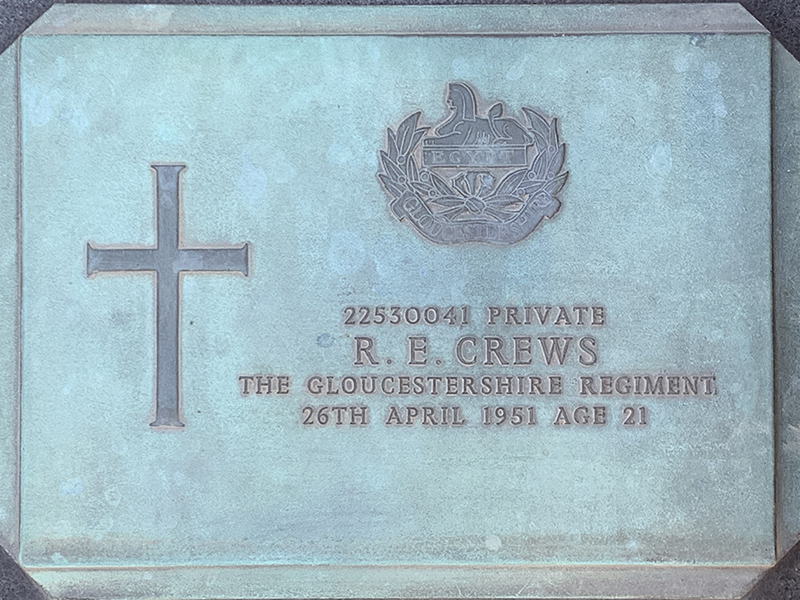 EGYPT
GLOUCESTERSHIRE
22530041 PRIVATE
R. E. CREWS
THE GLOUCESTERSHIRE REGIMENT
26TH APRIL 1951 AGE 21